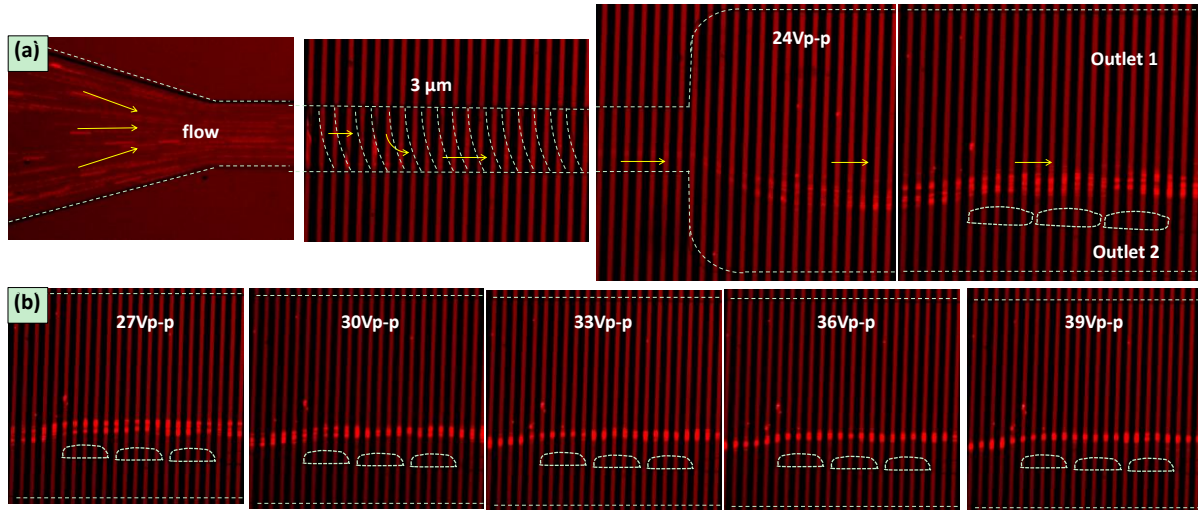 (a)
flow
3 μm
24Vp-p
Outlet 1
Outlet 2
(b)
27Vp-p
30Vp-p
33Vp-p
36Vp-p
39Vp-p